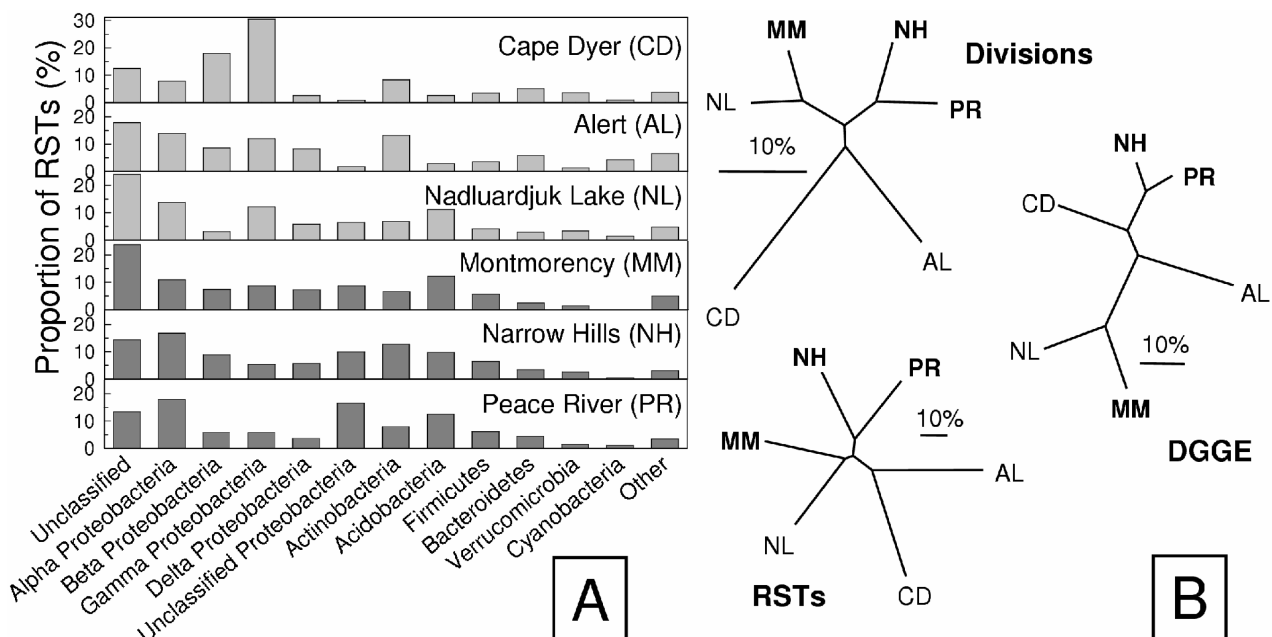 Proportion of RSTs (%)
30
20
10
0
Cape Dyer (CD)
20
10
0
Alert (AL)
20
10
0
Nadluardjuk Lake (NL)
20
10
0
Montmorency (MM)
20
10
0
Narrow Hills (NH)
20
10
0
Peace River (PR)
Unclassified
Alpha Proteobacteria
Beta Proteobacteria
Gamma Proteobacteria
Delta Proteobacteria
Unclassified Proteobacteria
Actinobacteria
Acidobacteria
Firmicutes
Bacteroidetes
Verrucomicrobia
Cyanobacteria
Other
A
MM
NH
Divisions
NL
PR
10%
AL
CD
NH
PR
CD
AL
NL
10%
MM
DGGE
NH
PR
10%
MM
AL
NL
CD
RSTs
B